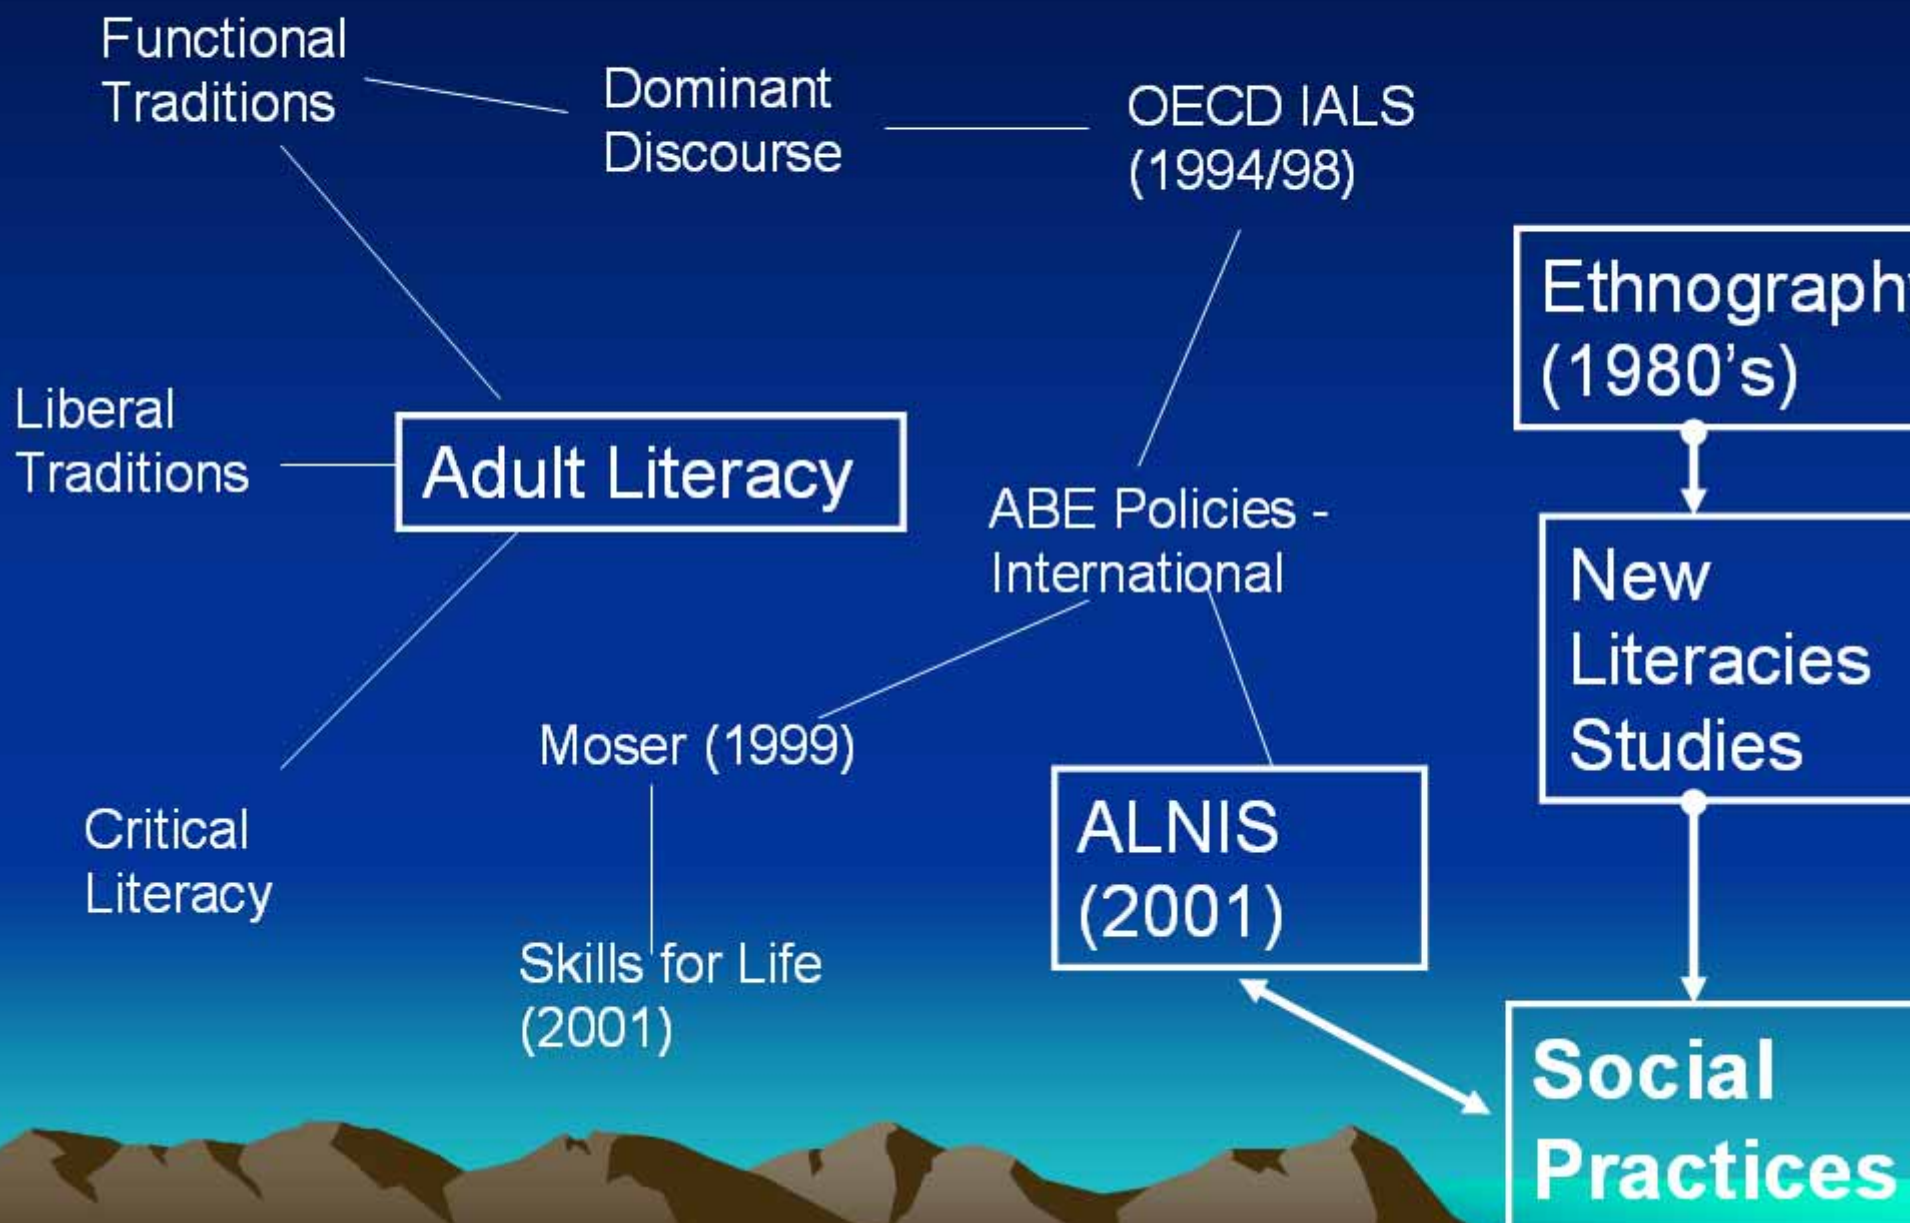 Functional
Traditions
Dominant
Discourse
OECD IALS
(1994/98)
Ethnography
(1980's)
Liberal
Traditions
Adult Literacy
ABE Policies -
International
New
Literacies
Studies
Moser (1999)
ALNIS
(2001)
Critical
Literacy
Skills for Life
(2001)
Social
Practices